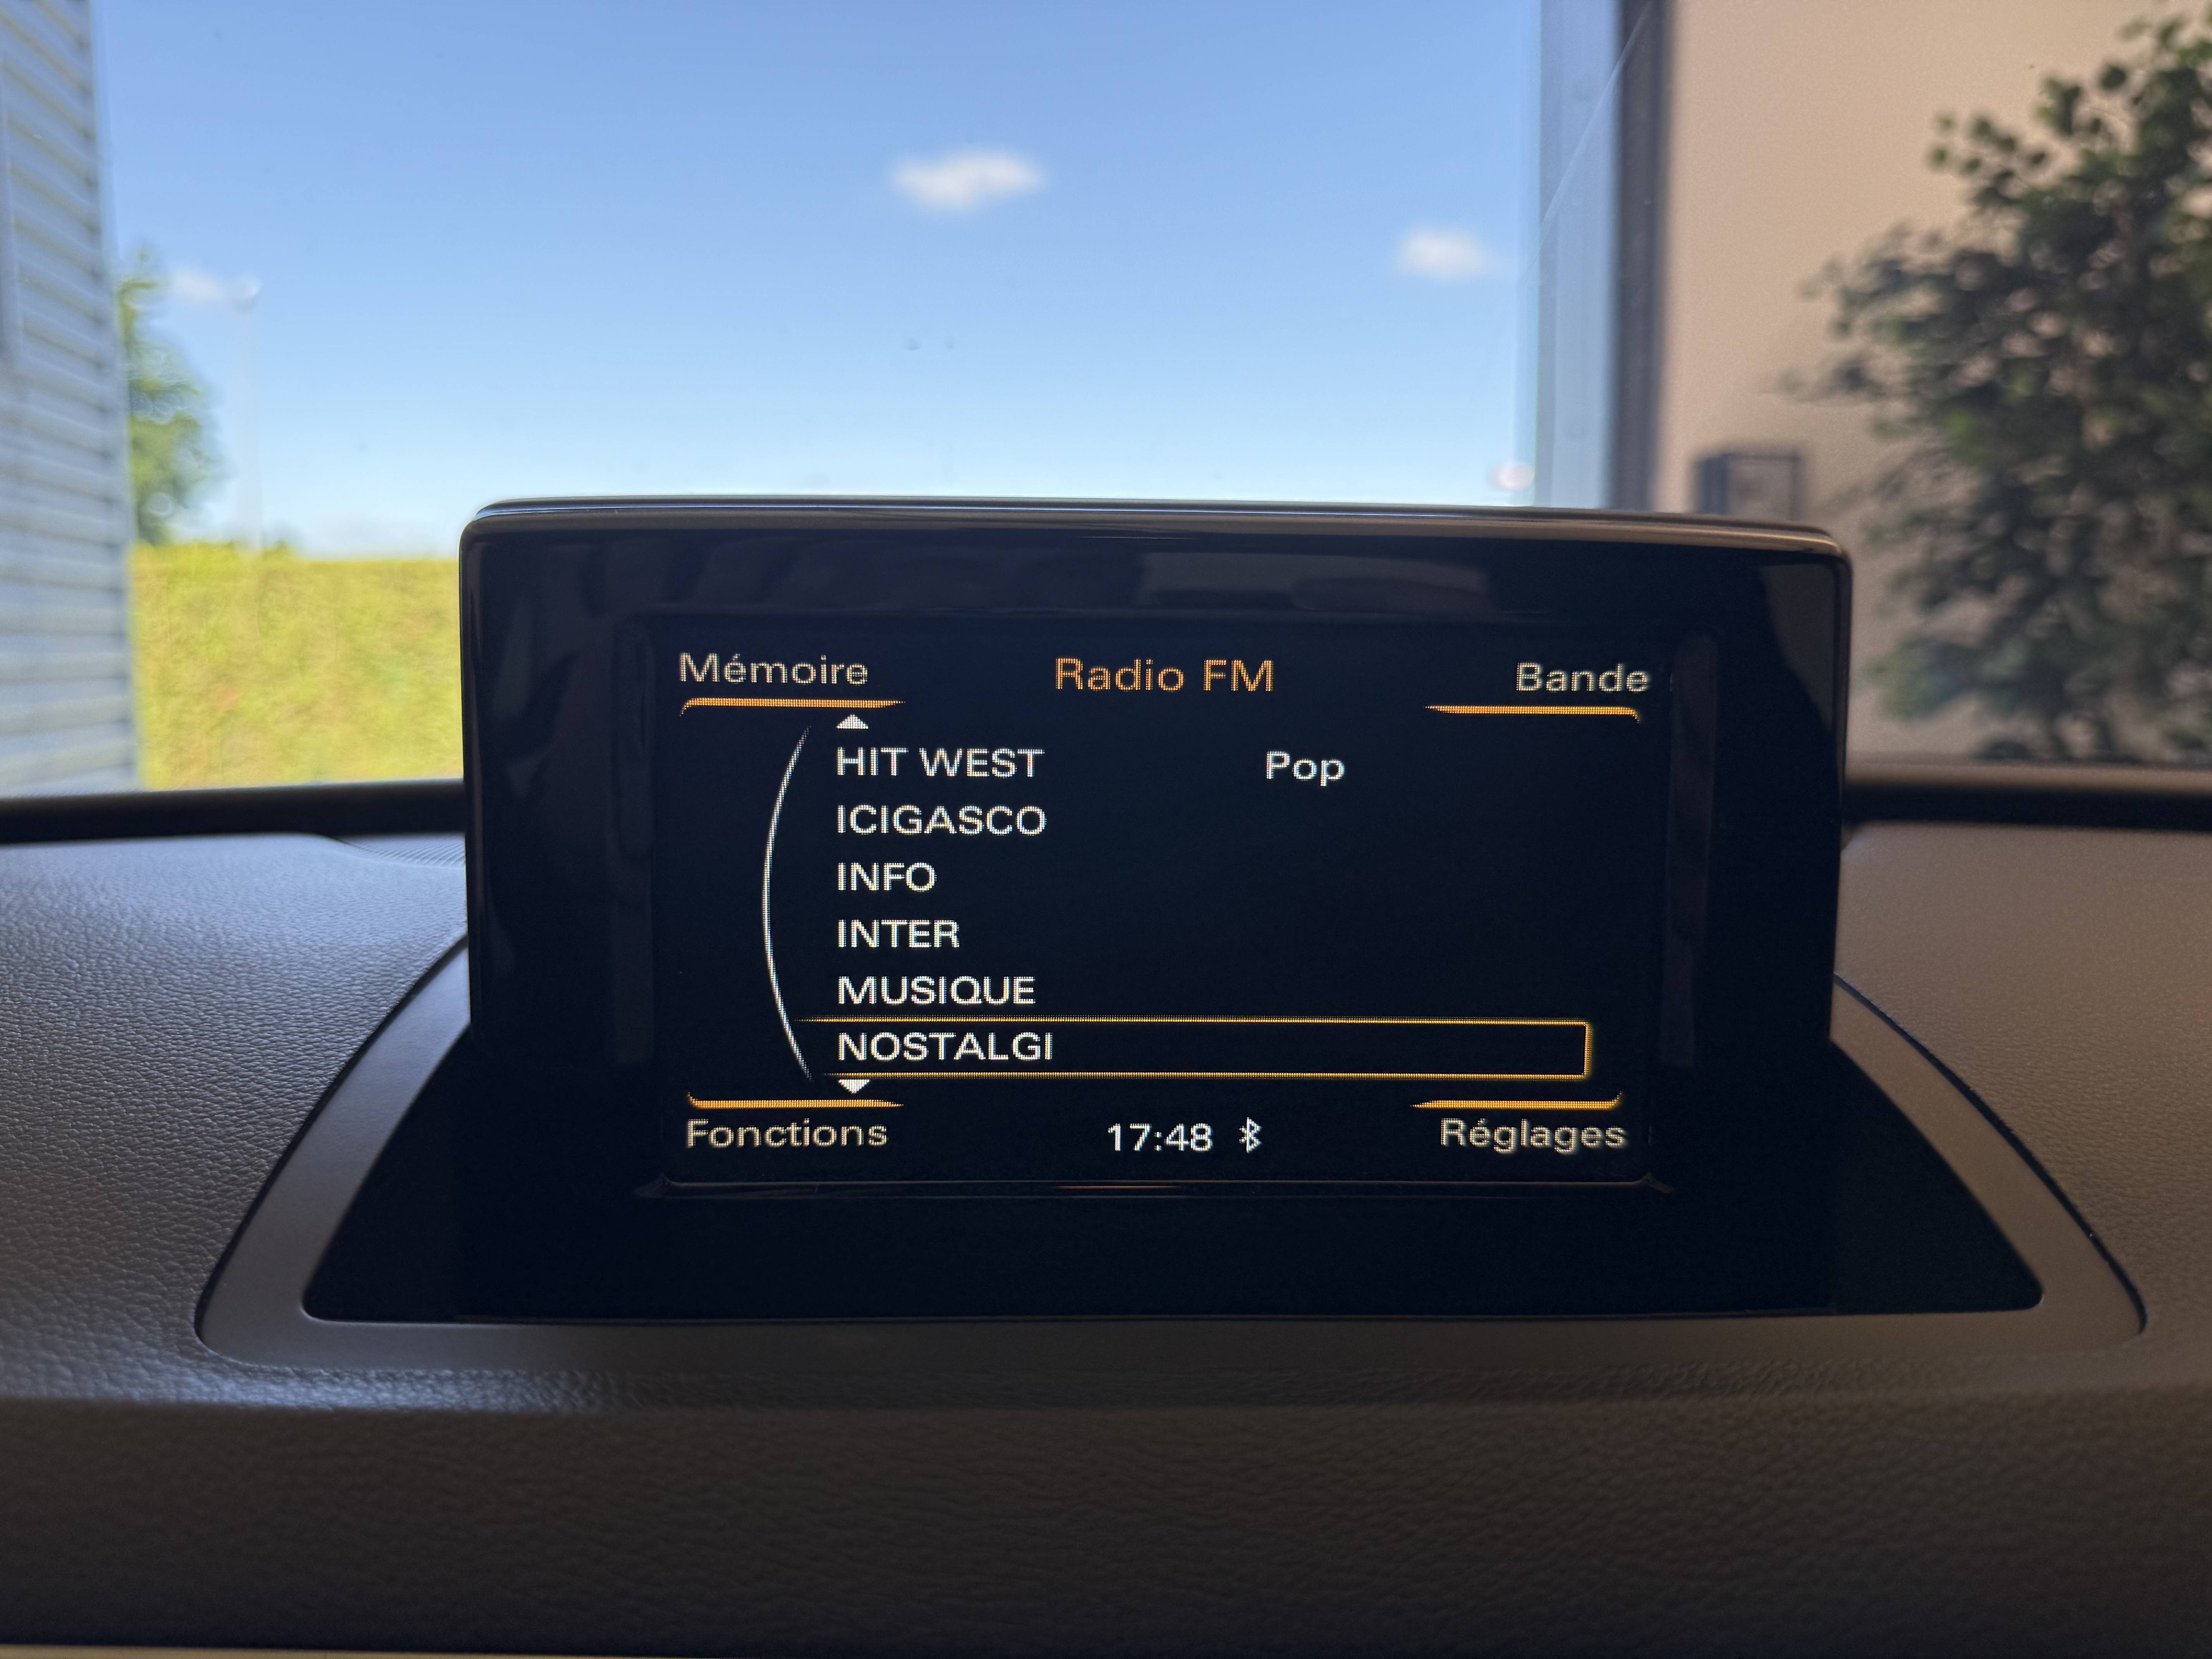 Mémoire Radio FM Bande
HIT WEST Pop
ICIGASCO
INFO
INTER
MUSIQUE
NOSTALGI
Fonctions 17:48 Réglages